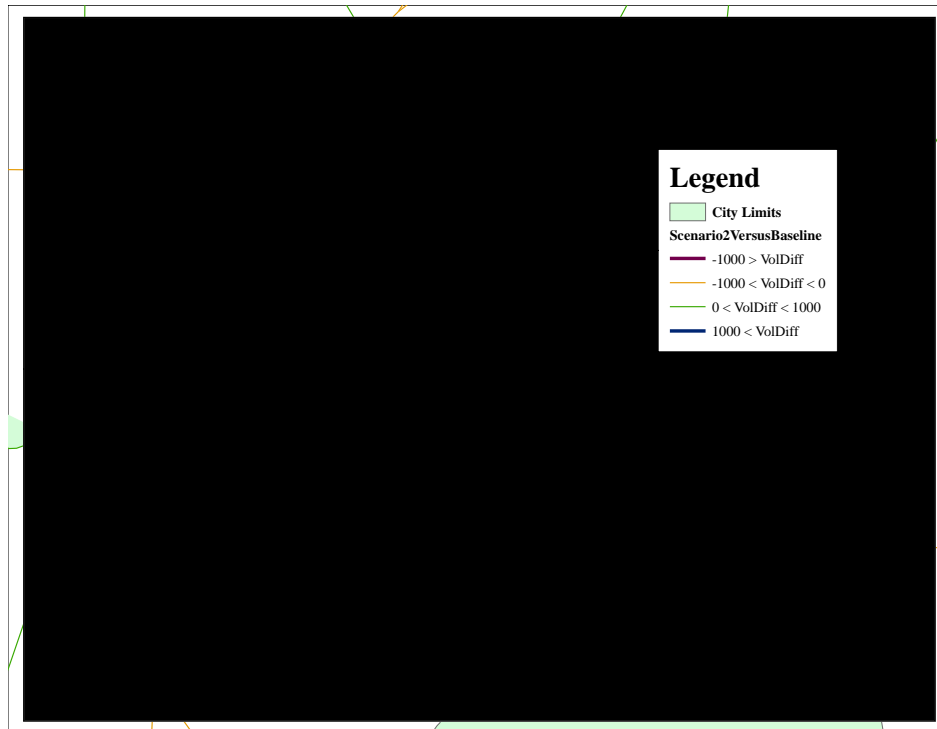 Legend
City Limits
Scenario2VersusBaseline
-1000 > VolDiff
-1000 < VolDiff < 0
0 < VolDiff < 1000
1000 < VolDiff